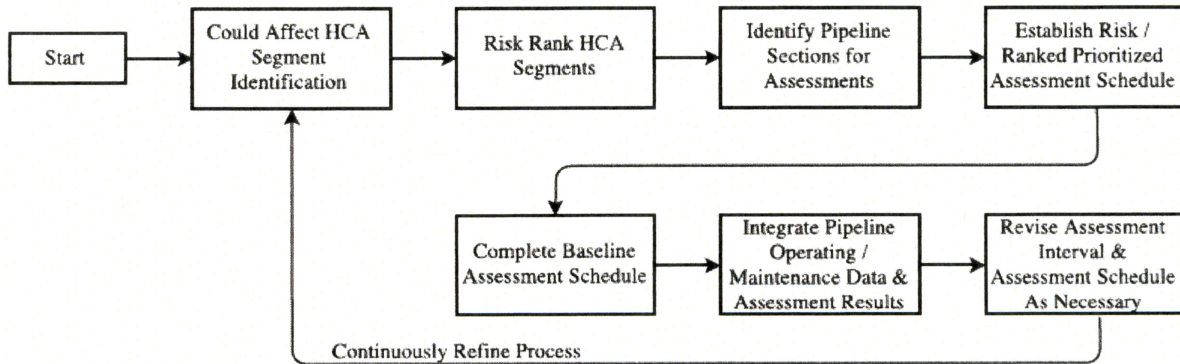 Start
Could Affect HCA
Segment
Identification
Risk Rank HCA
Segments
Identify Pipeline
Sections for
Assessments
Establish Risk /
Ranked Prioritized
Assessment Schedule
Complete Baseline
Assessment Schedule
Integrate Pipeline
Operating /
Maintenance Data &
Assessment Results
Revise Assessment
Interval &
Assessment Schedule
As Necessary
Continuously Refine Process